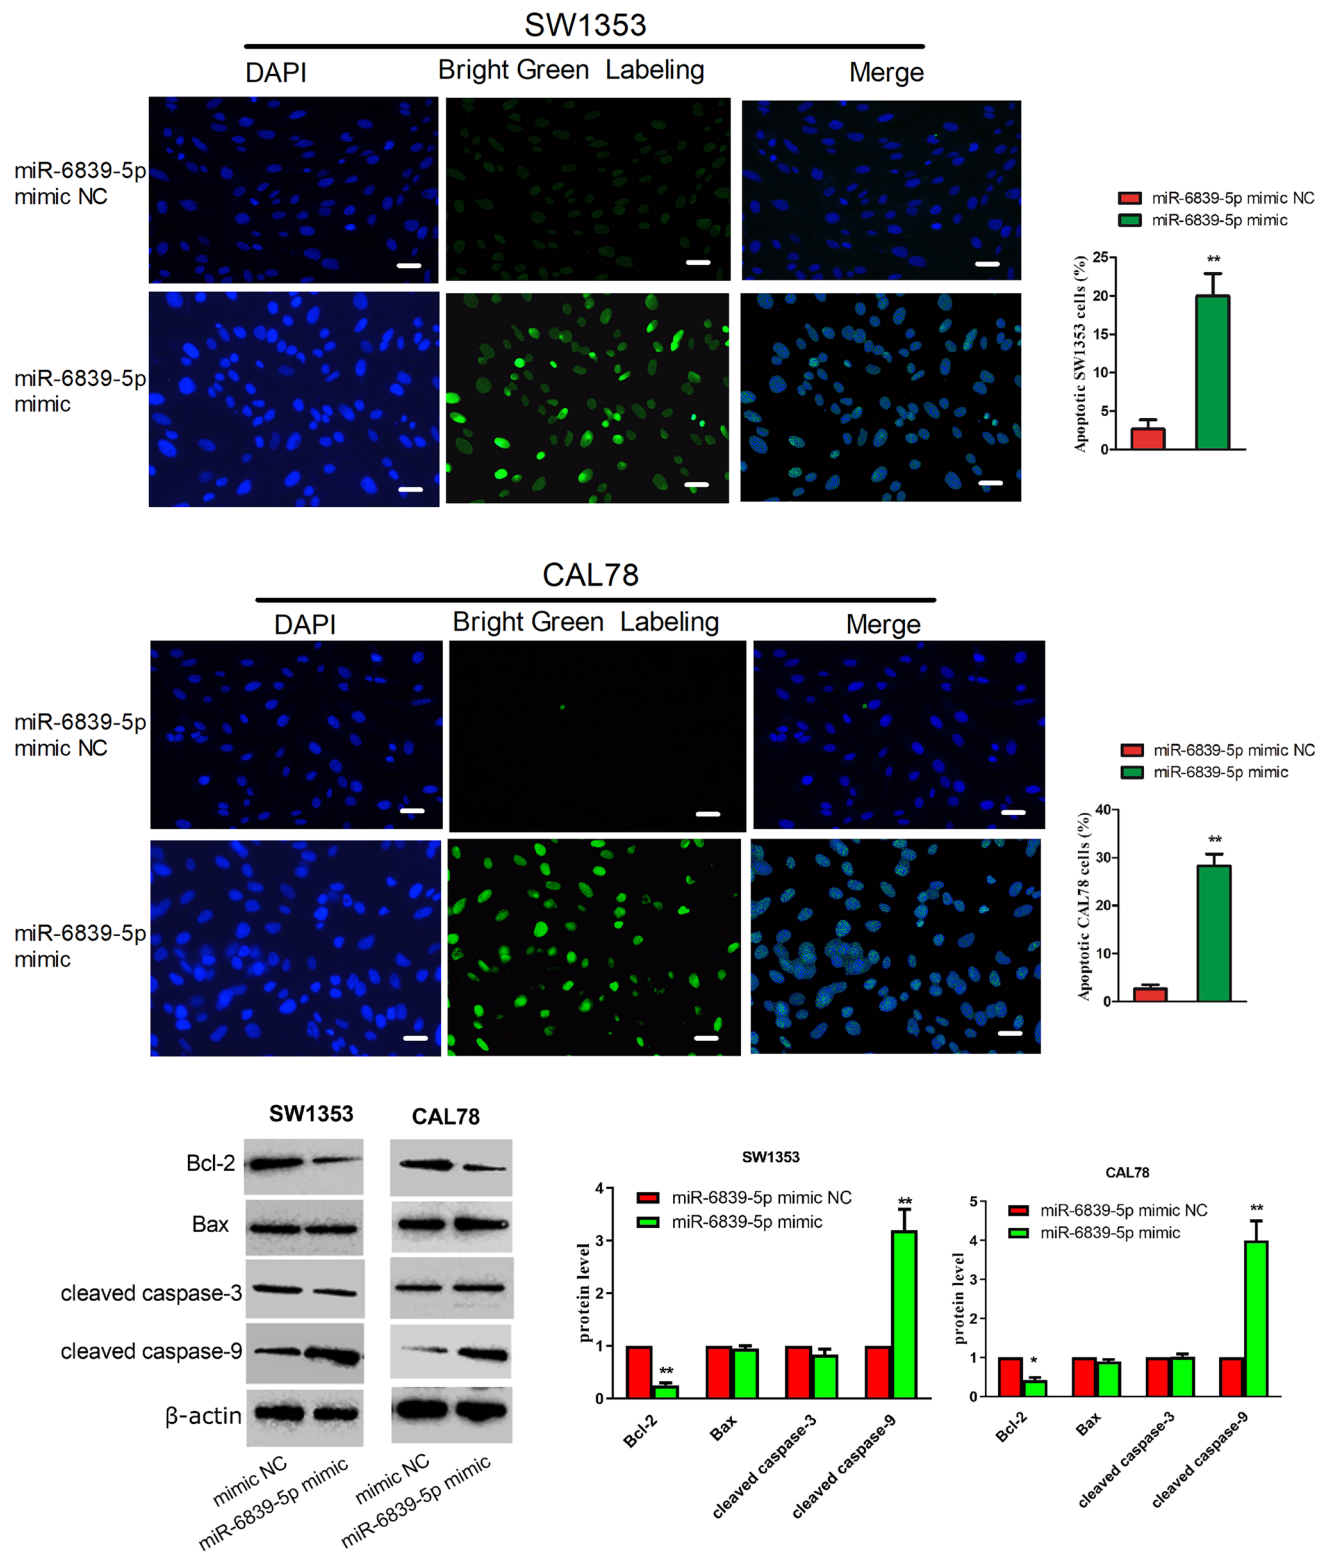 SW1353
DAPI
Bright Green Labeling
Merge
miR-6839-5p
mimic NC
miR-6839-5p
mimic
miR-6839-5p mimic NC
miR-6839-5p mimic
Apoptotic SW1353 cells (%)
25
20
15
10
5
0
**
CAL78
DAPI
Bright Green Labeling
Merge
miR-6839-5p
mimic NC
miR-6839-5p
mimic
miR-6839-5p mimic NC
miR-6839-5p mimic
Apoptotic CAL78 cells (%)
40
30
20
10
0
**
SW1353
CAL78
Bcl-2
Bax
cleaved caspase-3
cleaved caspase-9
β-actin
mimic NC
miR-6839-5p mimic
mimic NC
miR-6839-5p mimic
SW1353
miR-6839-5p mimic NC
miR-6839-5p mimic
protein level
4
3
2
1
0
**
**
Bcl-2
Bax
cleaved caspase-3
cleaved caspase-9
CAL78
miR-6839-5p mimic NC
miR-6839-5p mimic
protein level
5
4
3
2
1
0
*
**
Bcl-2
Bax
cleaved caspase-3
cleaved caspase-9